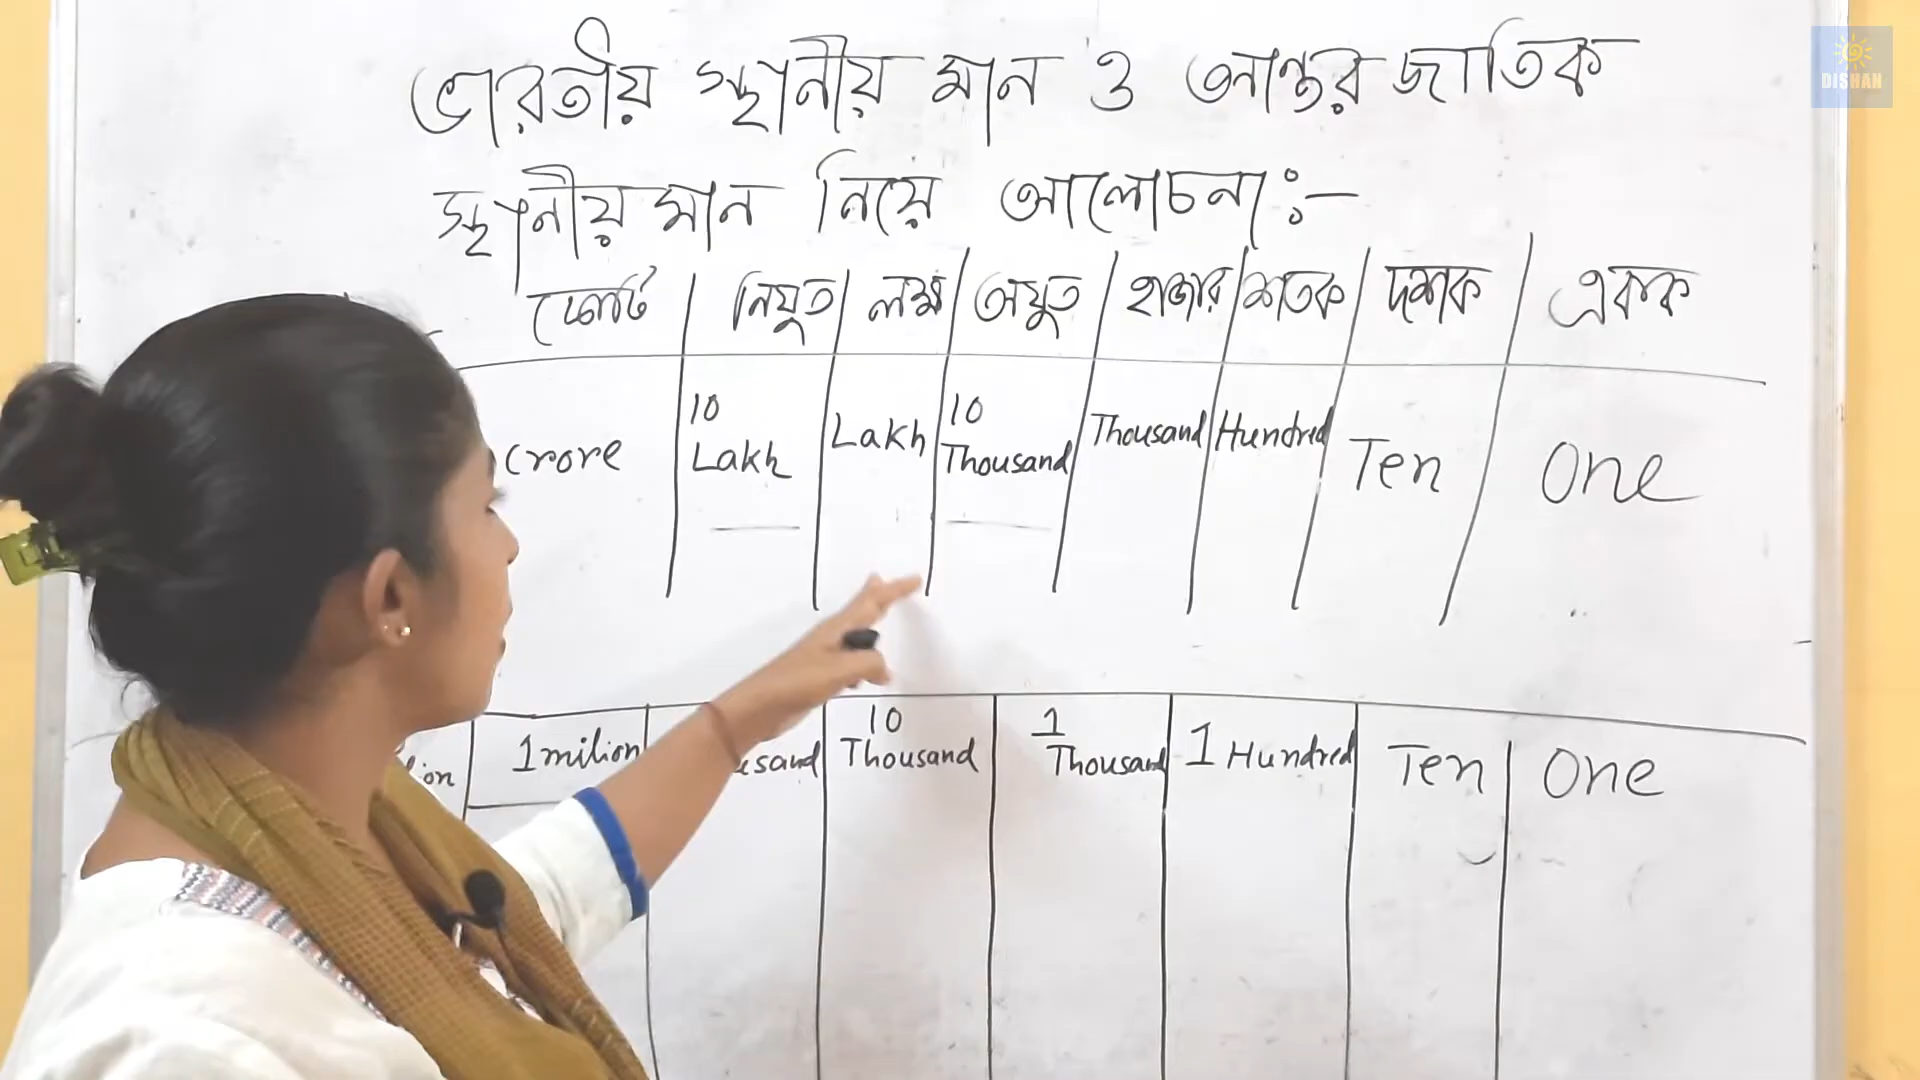 ভারতীয় স্থানীয় মান ও আন্তর জাতিক
স্থানীয় মান নিয়ে আলোচনা:-
কোটি নিযুত লক্ষ অযুত হাজার শতক দশক একক
Crore 10 Lakh Lakh 10 Thousand Thousand Hundred Ten One
1 milion 10 Thousand 1 Thousand 1 Hundred Ten One
DISHAN